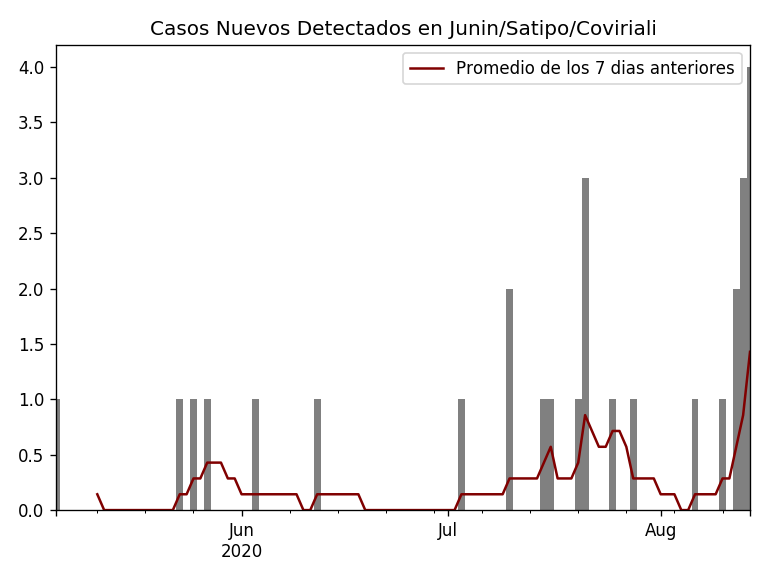 Casos Nuevos Detectados en Junin/Satipo/Coviriali
Promedio de los 7 dias anteriores
4.0
3.5
3.0
2.5
2.0
1.5
1.0
0.5
0.0
Jun
2020
Jul
Aug